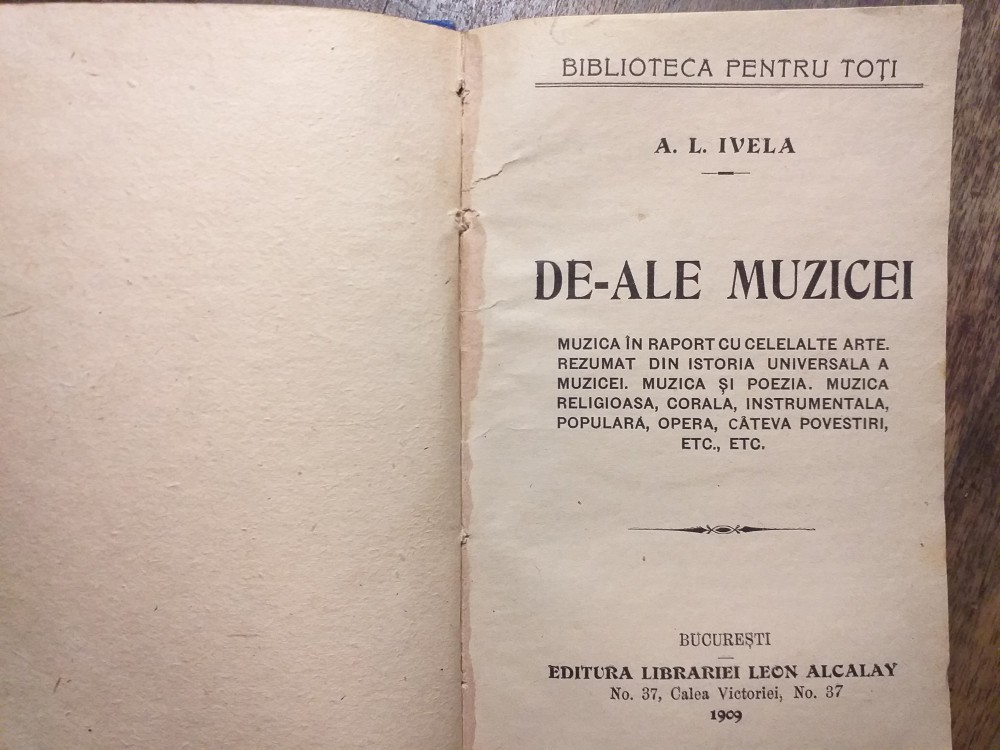 BIBLIOTECA PENTRU TOȚI
A. L. IVELA
DE-ALE MUZICEI
MUZICA ÎN RAPORT CU CELELALTE ARTE.
REZUMAT DIN ISTORIA UNIVERSALA A
MUZICEI. MUZICA ȘI POEZIA. MUZICA
RELIGIOASA, CORALA, INSTRUMENTALA,
POPULARĂ, OPERA, CÂTEVA POVESTIRI,
ETC., ETC.
BUCUREȘTI
EDITURA LIBRARIEI LEON ALCALAY
No. 37, Calea Victoriei, No. 37
1909